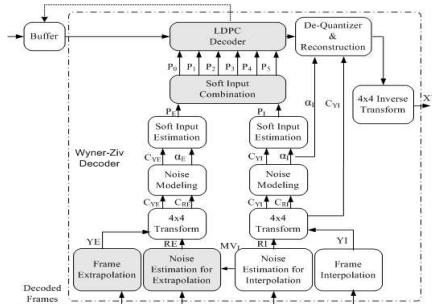 Buffer
LDPC
Decoder
De-Quantizer
&
Reconstruction
P0 P1 P2 P3 P4 P5
Soft Input
Combination
4x4 Inverse
Transform
X'
PE
PI
αI
CYI
Soft Input
Estimation
Soft Input
Estimation
Wyner-Ziv
Decoder
CYE
αE
CYI
αI
Noise
Modeling
Noise
Modeling
CYE
CRE
CYI
CRI
4x4
Transform
4x4
Transform
YE
RE
MVI
RI
YI
Frame
Extrapolation
Noise
Estimation for
Extrapolation
Noise
Estimation for
Interpolation
Frame
Interpolation
Decoded
Frames